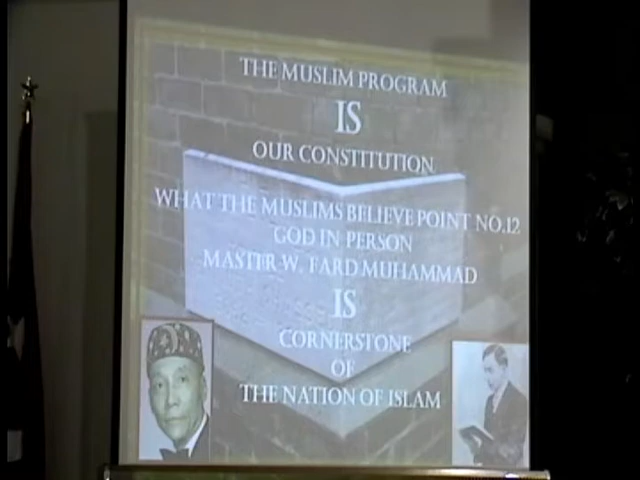 THE MUSLIM PROGRAM
IS
OUR CONSTITUTION
WHAT THE MUSLIMS BELIEVE POINT NO.12
GOD IN PERSON
MASTER W. FARD MUHAMMAD
IS
CORNERSTONE
OF
THE NATION OF ISLAM